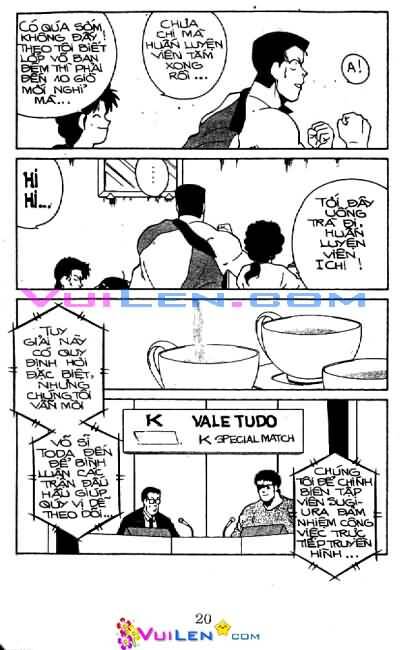 CÓ QUÁ SỚM
KHÔNG ĐẤY!
THEO TÔI BIẾT
LỚP VÕ BAN
ĐÊM THÌ PHẢI
ĐẾN 10 GIỜ
MỚI NGHỈ
MÀ...
CHƯA
CHI MÀ
HUẤN LUYỆN
VIÊN TẮM
XONG
RỒI...
A!
HI
HI...
......
TỚI ĐÂY
UỐNG
TRÀ ĐI,
HUẤN
LUYỆN
VIÊN
ICHI!
VUILEN.COM
TUY
GIẢI NÀY
CÓ QUY
ĐỊNH HƠI
ĐẶC BIỆT,
NHƯNG
CHÚNG TÔI
VẪN MỜI
VÕ SĨ
TODA ĐẾN
ĐỂ BÌNH
LUẬN CÁC
TRẬN ĐẤU
HẦU GIÚP
QÚY VỊ DỄ
THEO DÕI...
K VALE TUDO
K SPECIAL MATCH
CHÚNG
TÔI ĐỂ CHÍNH
BIÊN TẬP
VIÊN SUGI-
URA ĐẢM
NHIỆM CÔNG
VIỆC TRỰC
TIẾP TRUYỀN
HÌNH...
20
VUILEN.COM